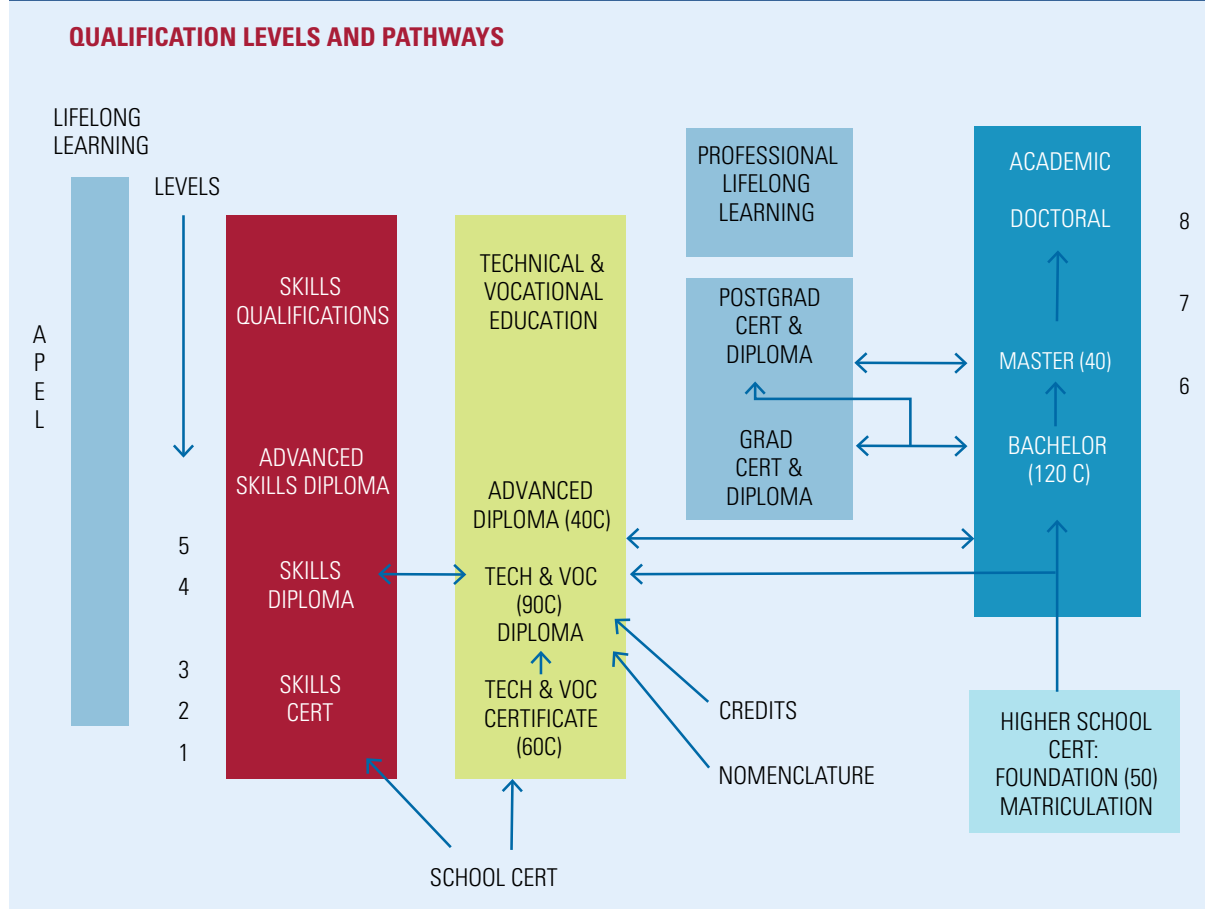 QUALIFICATION LEVELS AND PATHWAYS
LIFELONG
LEARNING
A
P
E
L
LEVELS
5
4
3
2
1
SKILLS
QUALIFICATIONS
ADVANCED
SKILLS DIPLOMA
SKILLS
DIPLOMA
SKILLS
CERT
TECHNICAL &
VOCATIONAL
EDUCATION
ADVANCED
DIPLOMA (40C)
TECH & VOC
(90C)
DIPLOMA
TECH & VOC
CERTIFICATE
(60C)
SCHOOL CERT
CREDITS
NOMENCLATURE
PROFESSIONAL
LIFELONG
LEARNING
POSTGRAD
CERT &
DIPLOMA
GRAD
CERT &
DIPLOMA
ACADEMIC
DOCTORAL
MASTER (40)
BACHELOR
(120 C)
8
7
6
HIGHER SCHOOL
CERT:
FOUNDATION (50)
MATRICULATION